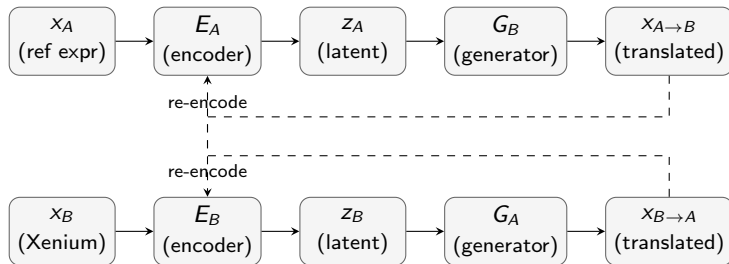 x_A
(ref expr)
E_A
(encoder)
z_A
(latent)
G_B
(generator)
x_{A→B}
(translated)
re-encode
re-encode
x_B
(Xenium)
E_B
(encoder)
z_B
(latent)
G_A
(generator)
x_{B→A}
(translated)